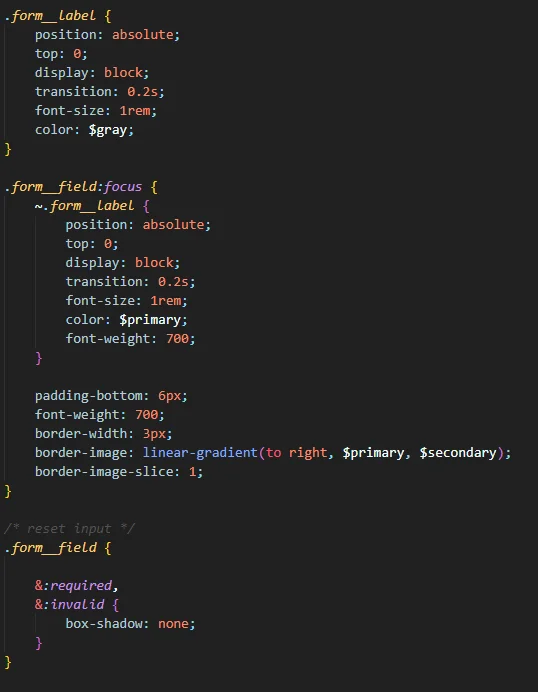 .form__label {
    position: absolute;
    top: 0;
    display: block;
    transition: 0.2s;
    font-size: 1rem;
    color: $gray;
}

.form__field:focus {
    ~.form__label {
        position: absolute;
        top: 0;
        display: block;
        transition: 0.2s;
        font-size: 1rem;
        color: $primary;
        font-weight: 700;
    }

    padding-bottom: 6px;
    font-weight: 700;
    border-width: 3px;
    border-image: linear-gradient(to right, $primary, $secondary);
    border-image-slice: 1;
}

/* reset input */
.form__field {

    &:required,
    &:invalid {
        box-shadow: none;
    }
}